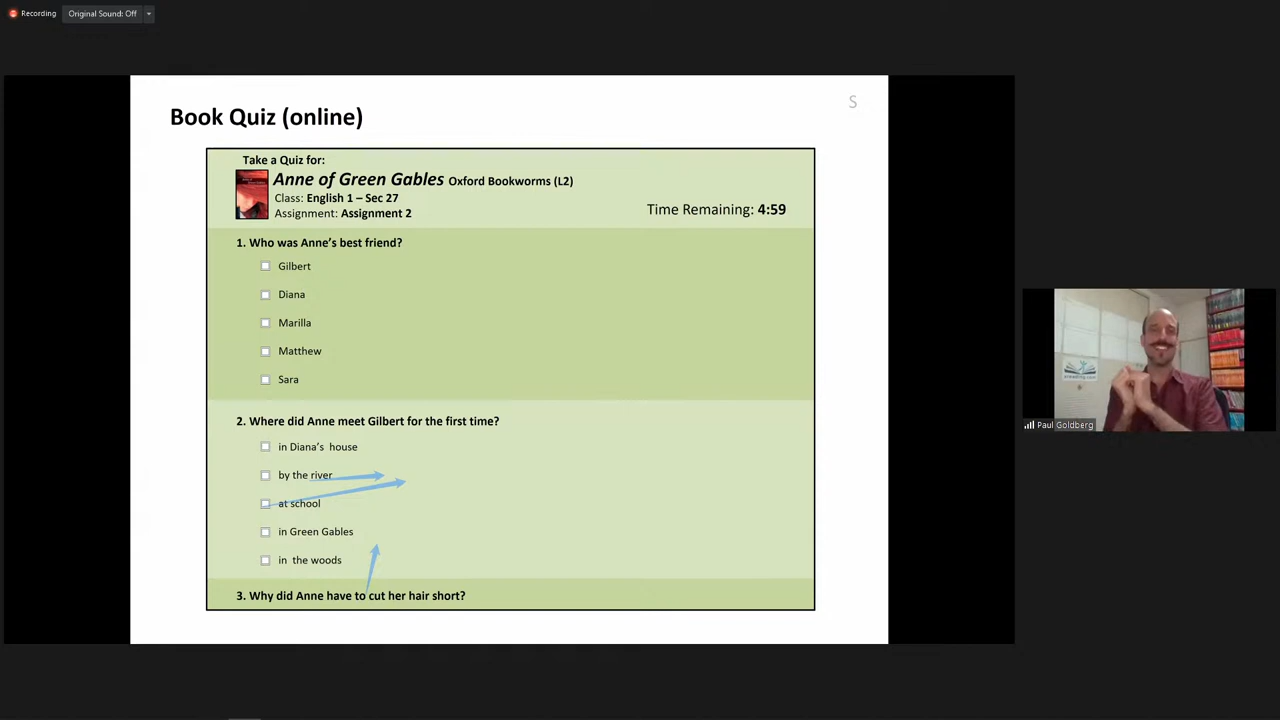 Recording
Original Sound: Off
S
Book Quiz (online)
Take a Quiz for:
Anne of Green Gables Oxford Bookworms (L2)
Class: English 1 – Sec 27
Assignment: Assignment 2
Time Remaining: 4:59
1. Who was Anne's best friend?
Gilbert
Diana
Marilla
Matthew
Sara
2. Where did Anne meet Gilbert for the first time?
in Diana's house
by the river
at school
in Green Gables
in the woods
3. Why did Anne have to cut her hair short?
Paul Goldberg